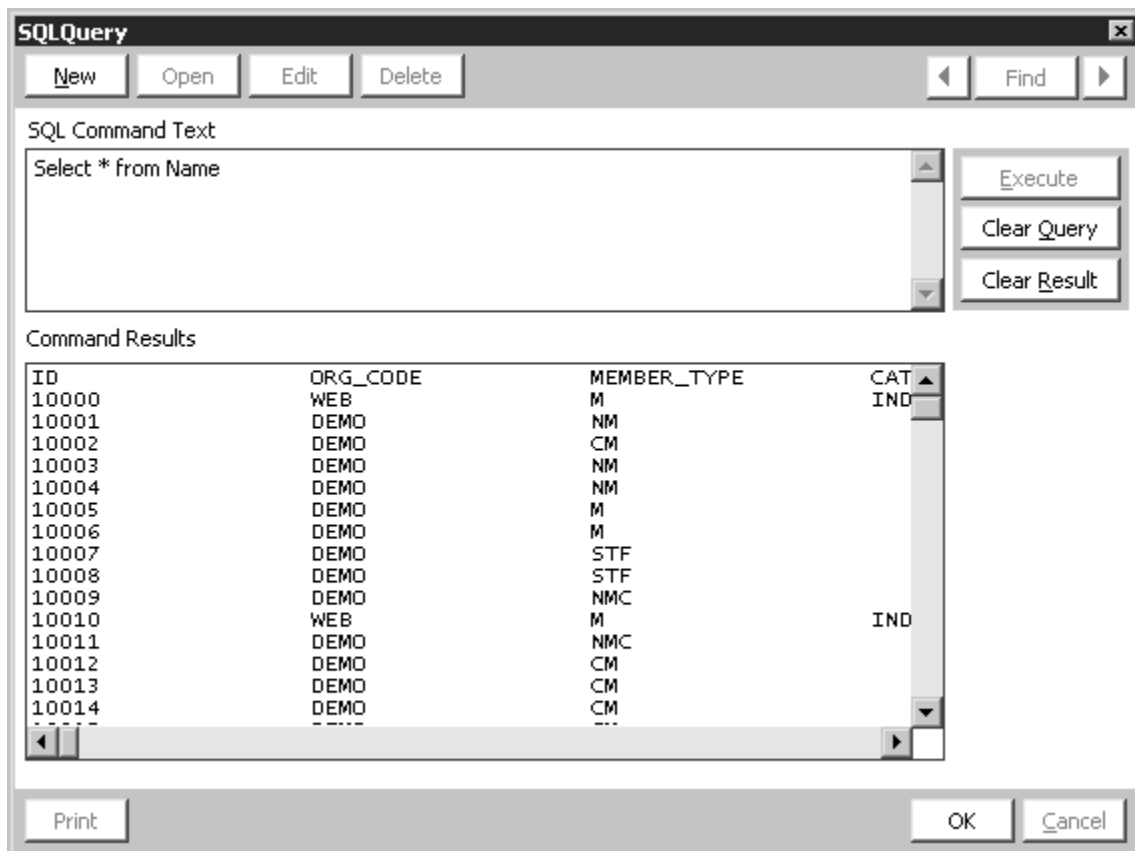 SQLQuery
New Open Edit Delete Find
SQL Command Text
Select * from Name
Execute
Clear Query
Clear Result
Command Results
ID ORG_CODE MEMBER_TYPE CAT
10000 WEB M IND
10001 DEMO NM
10002 DEMO CM
10003 DEMO NM
10004 DEMO NM
10005 DEMO M
10006 DEMO M
10007 DEMO STF
10008 DEMO STF
10009 DEMO NMC
10010 WEB M IND
10011 DEMO NMC
10012 DEMO CM
10013 DEMO CM
10014 DEMO CM
Print OK Cancel